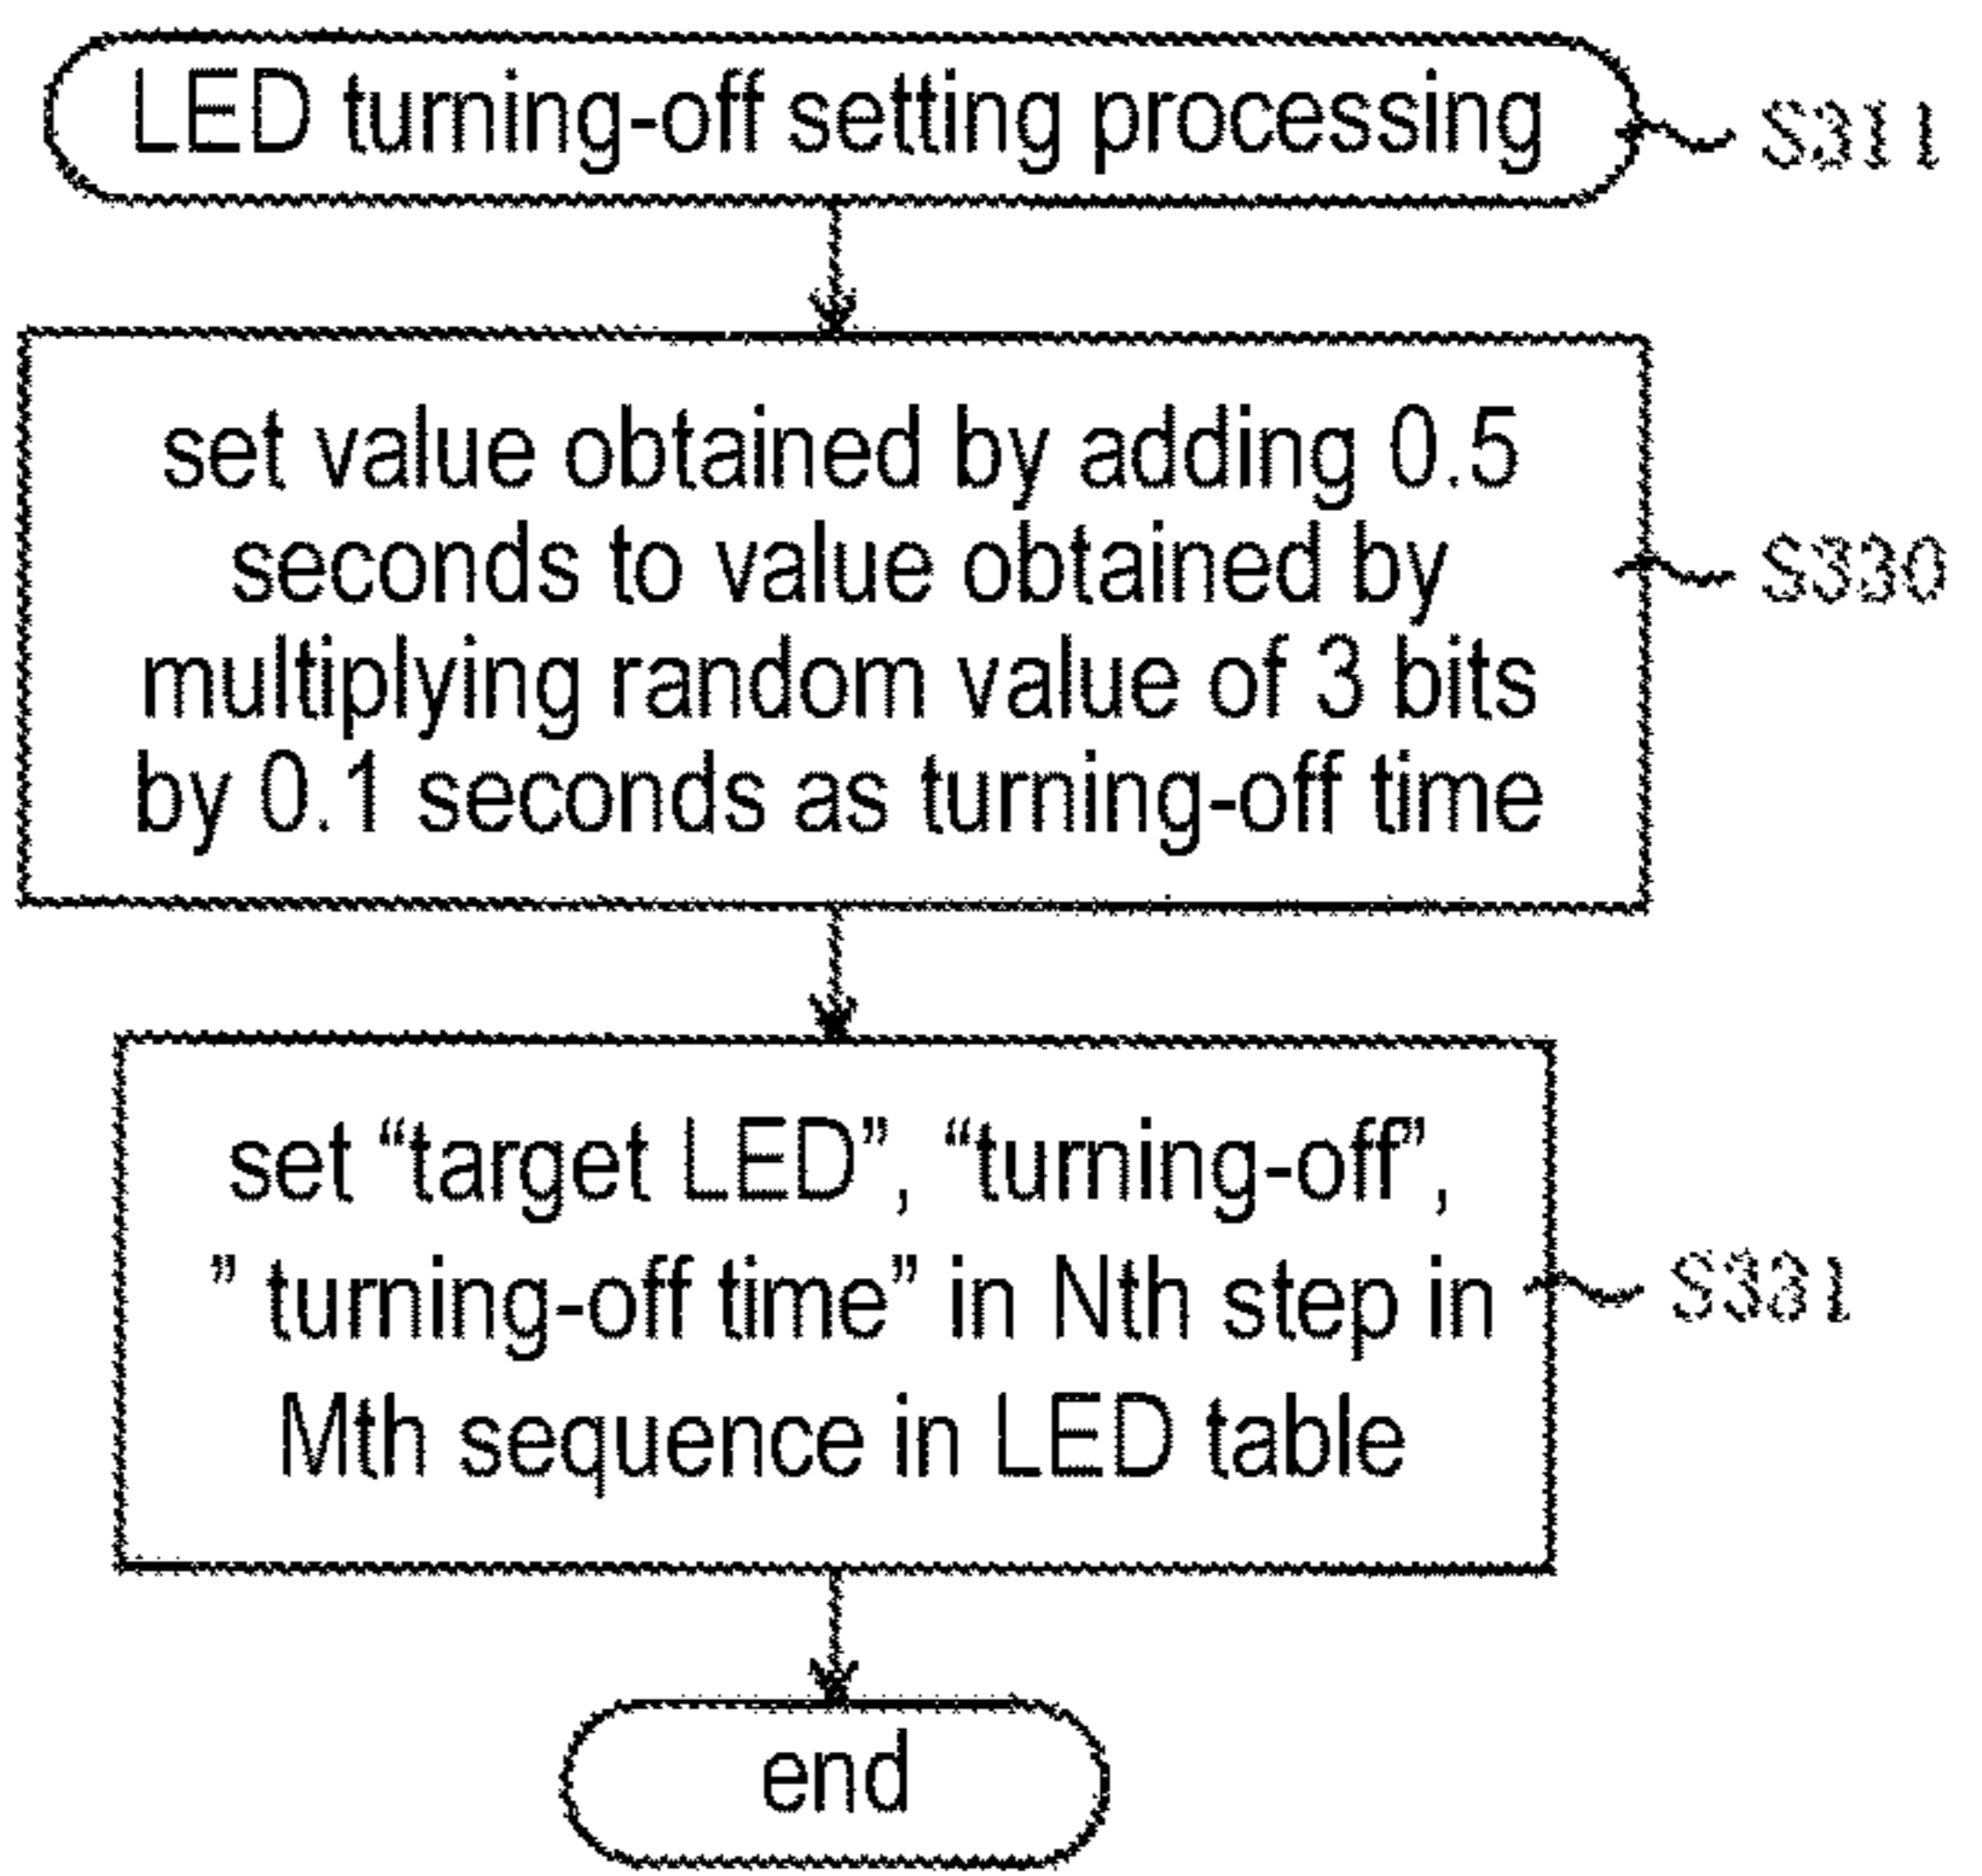 LED turning-off setting processing
S311
set value obtained by adding 0.5
seconds to value obtained by
multiplying random value of 3 bits
by 0.1 seconds as turning-off time
S330
set “target LED”, “turning-off”,
” turning-off time” in Nth step in
Mth sequence in LED table
S331
end